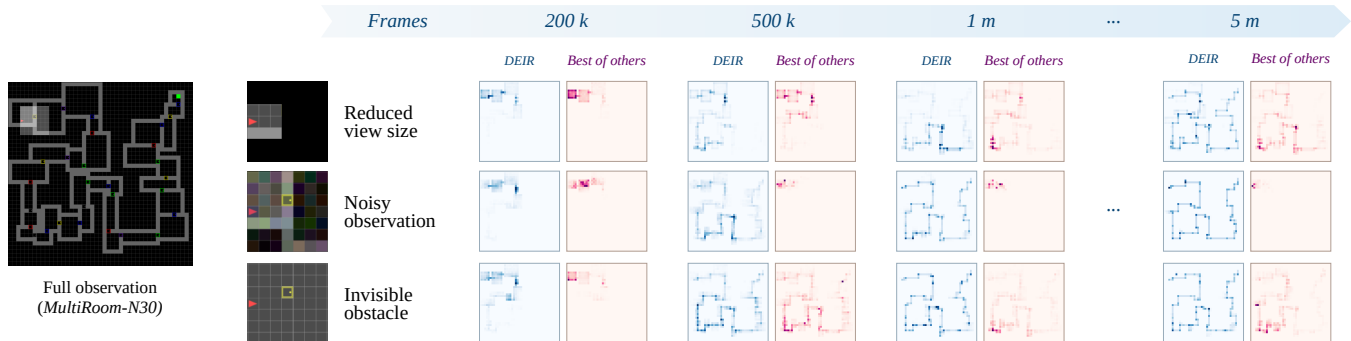 Frames 200 k 500 k 1 m ... 5 m
DEIR Best of others DEIR Best of others DEIR Best of others DEIR Best of others
Reduced
view size
Noisy
observation
...
Invisible
obstacle
Full observation
(MultiRoom-N30)